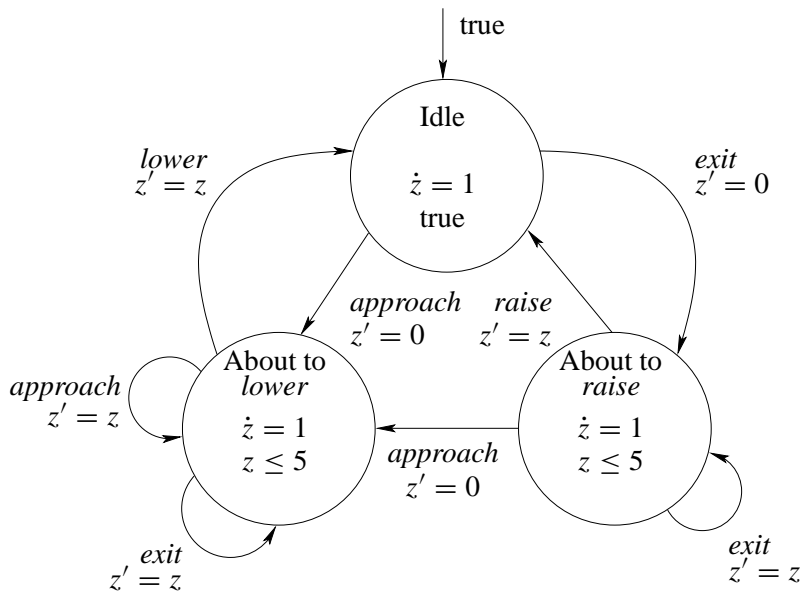 true
Idle
ż = 1
true
lower
z′ = z
exit
z′ = 0
approach
z′ = 0
raise
z′ = z
About to
lower
ż = 1
z ≤ 5
About to
raise
ż = 1
z ≤ 5
approach
z′ = z
approach
z′ = 0
exit
z′ = z
exit
z′ = z